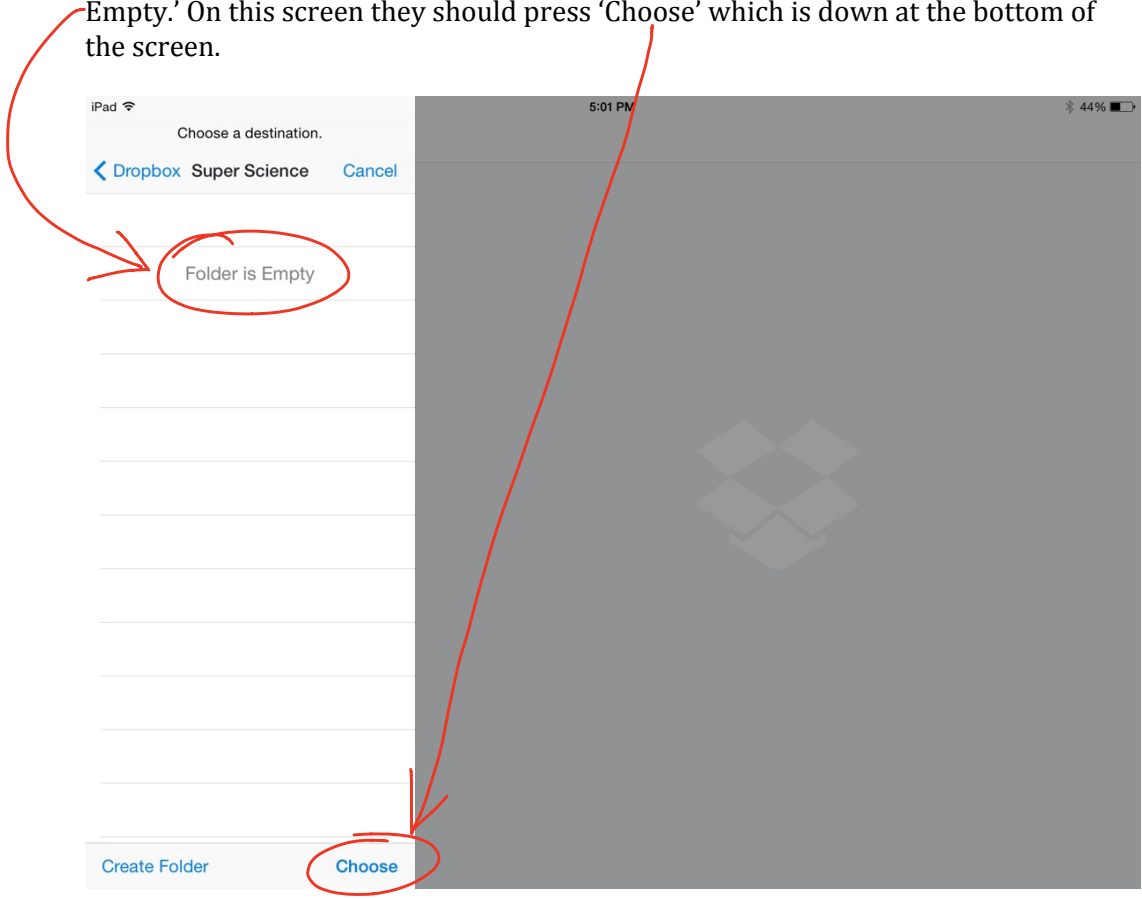 Empty.’ On this screen they should press ‘Choose’ which is down at the bottom of
the screen.
iPad 5:01 PM 44%
Choose a destination.
Dropbox Super Science Cancel
Folder is Empty
Create Folder Choose